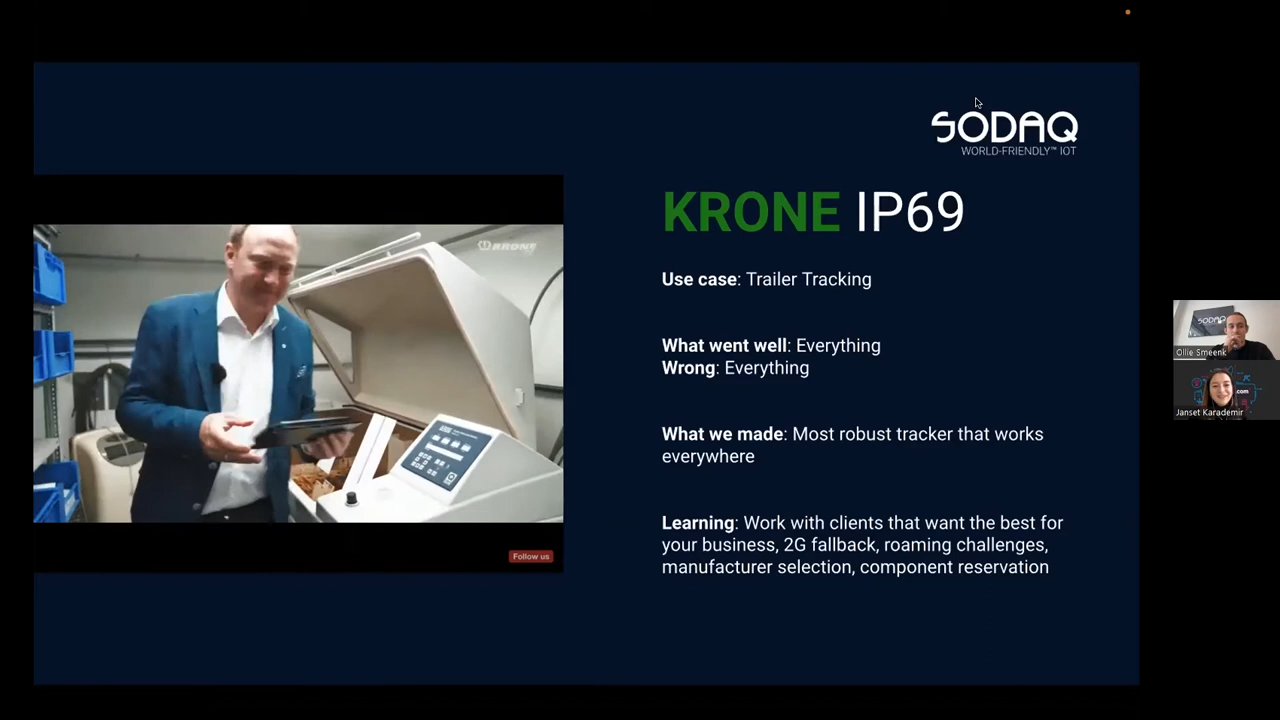 SODAQ
WORLD-FRIENDLY™ IOT
KRONE
KRONE IP69
Use case: Trailer Tracking
What went well: Everything
Wrong: Everything
What we made: Most robust tracker that works
everywhere
Learning: Work with clients that want the best for
your business, 2G fallback, roaming challenges,
manufacturer selection, component reservation
Follow us
SODAQ
Ollie Smeenk
.com
Janset Karademir